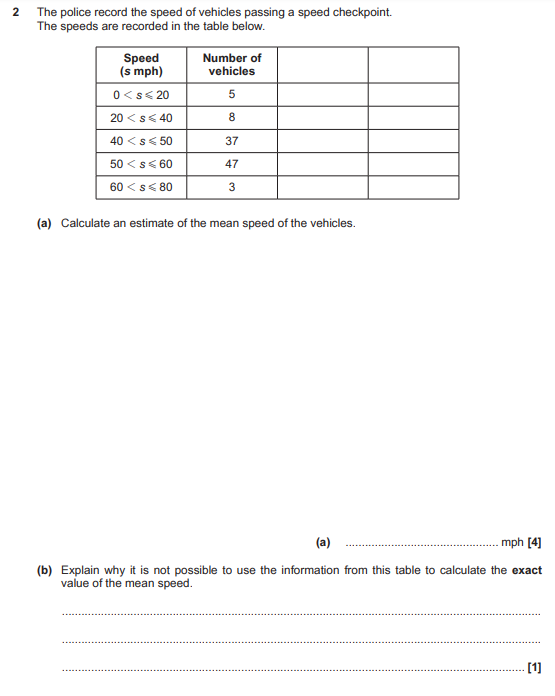 2 The police record the speed of vehicles passing a speed checkpoint.
The speeds are recorded in the table below.
Speed (s mph) Number of vehicles
0 < s ⩽ 20 5
20 < s ⩽ 40 8
40 < s ⩽ 50 37
50 < s ⩽ 60 47
60 < s ⩽ 80 3
(a) Calculate an estimate of the mean speed of the vehicles.
(a) .............................................. mph [4]
(b) Explain why it is not possible to use the information from this table to calculate the exact
value of the mean speed.
[1]